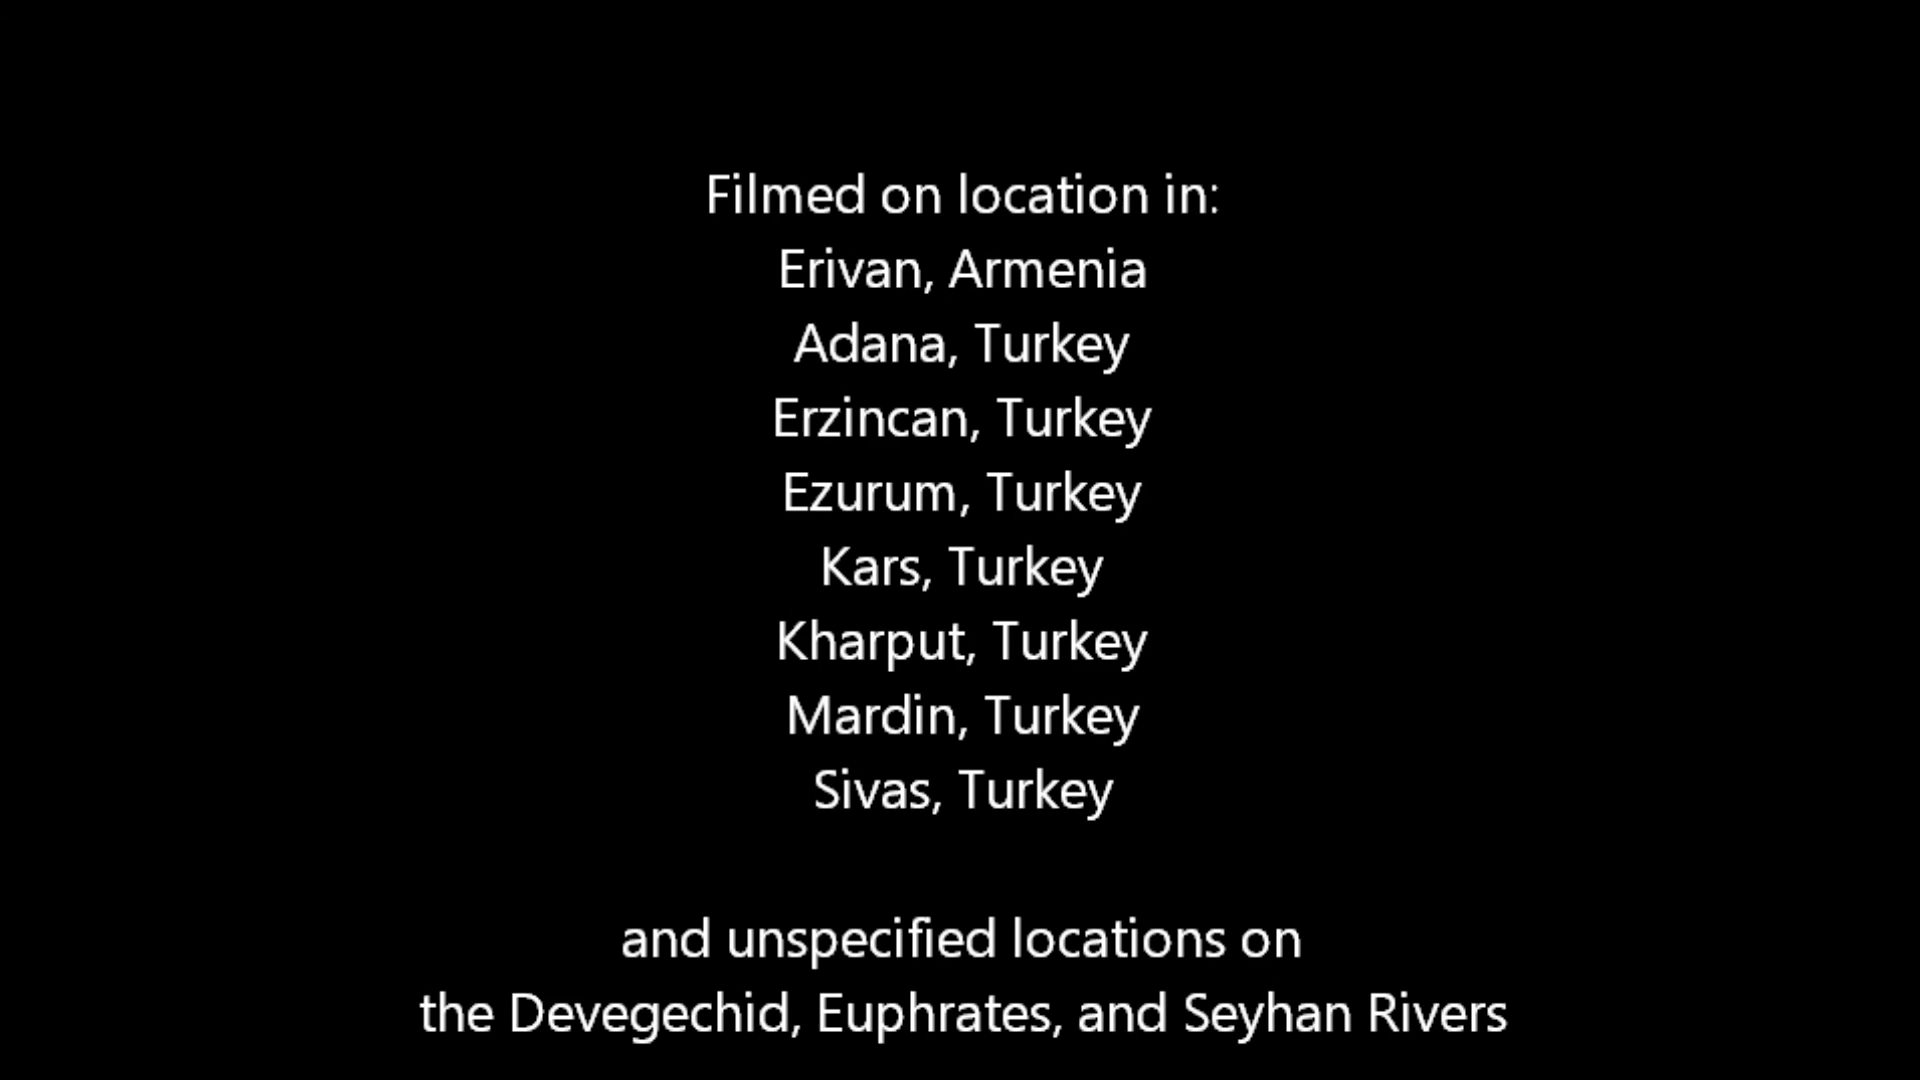 Filmed on location in:
Erivan, Armenia
Adana, Turkey
Erzincan, Turkey
Ezurum, Turkey
Kars, Turkey
Kharput, Turkey
Mardin, Turkey
Sivas, Turkey
and unspecified locations on
the Devegechid, Euphrates, and Seyhan Rivers